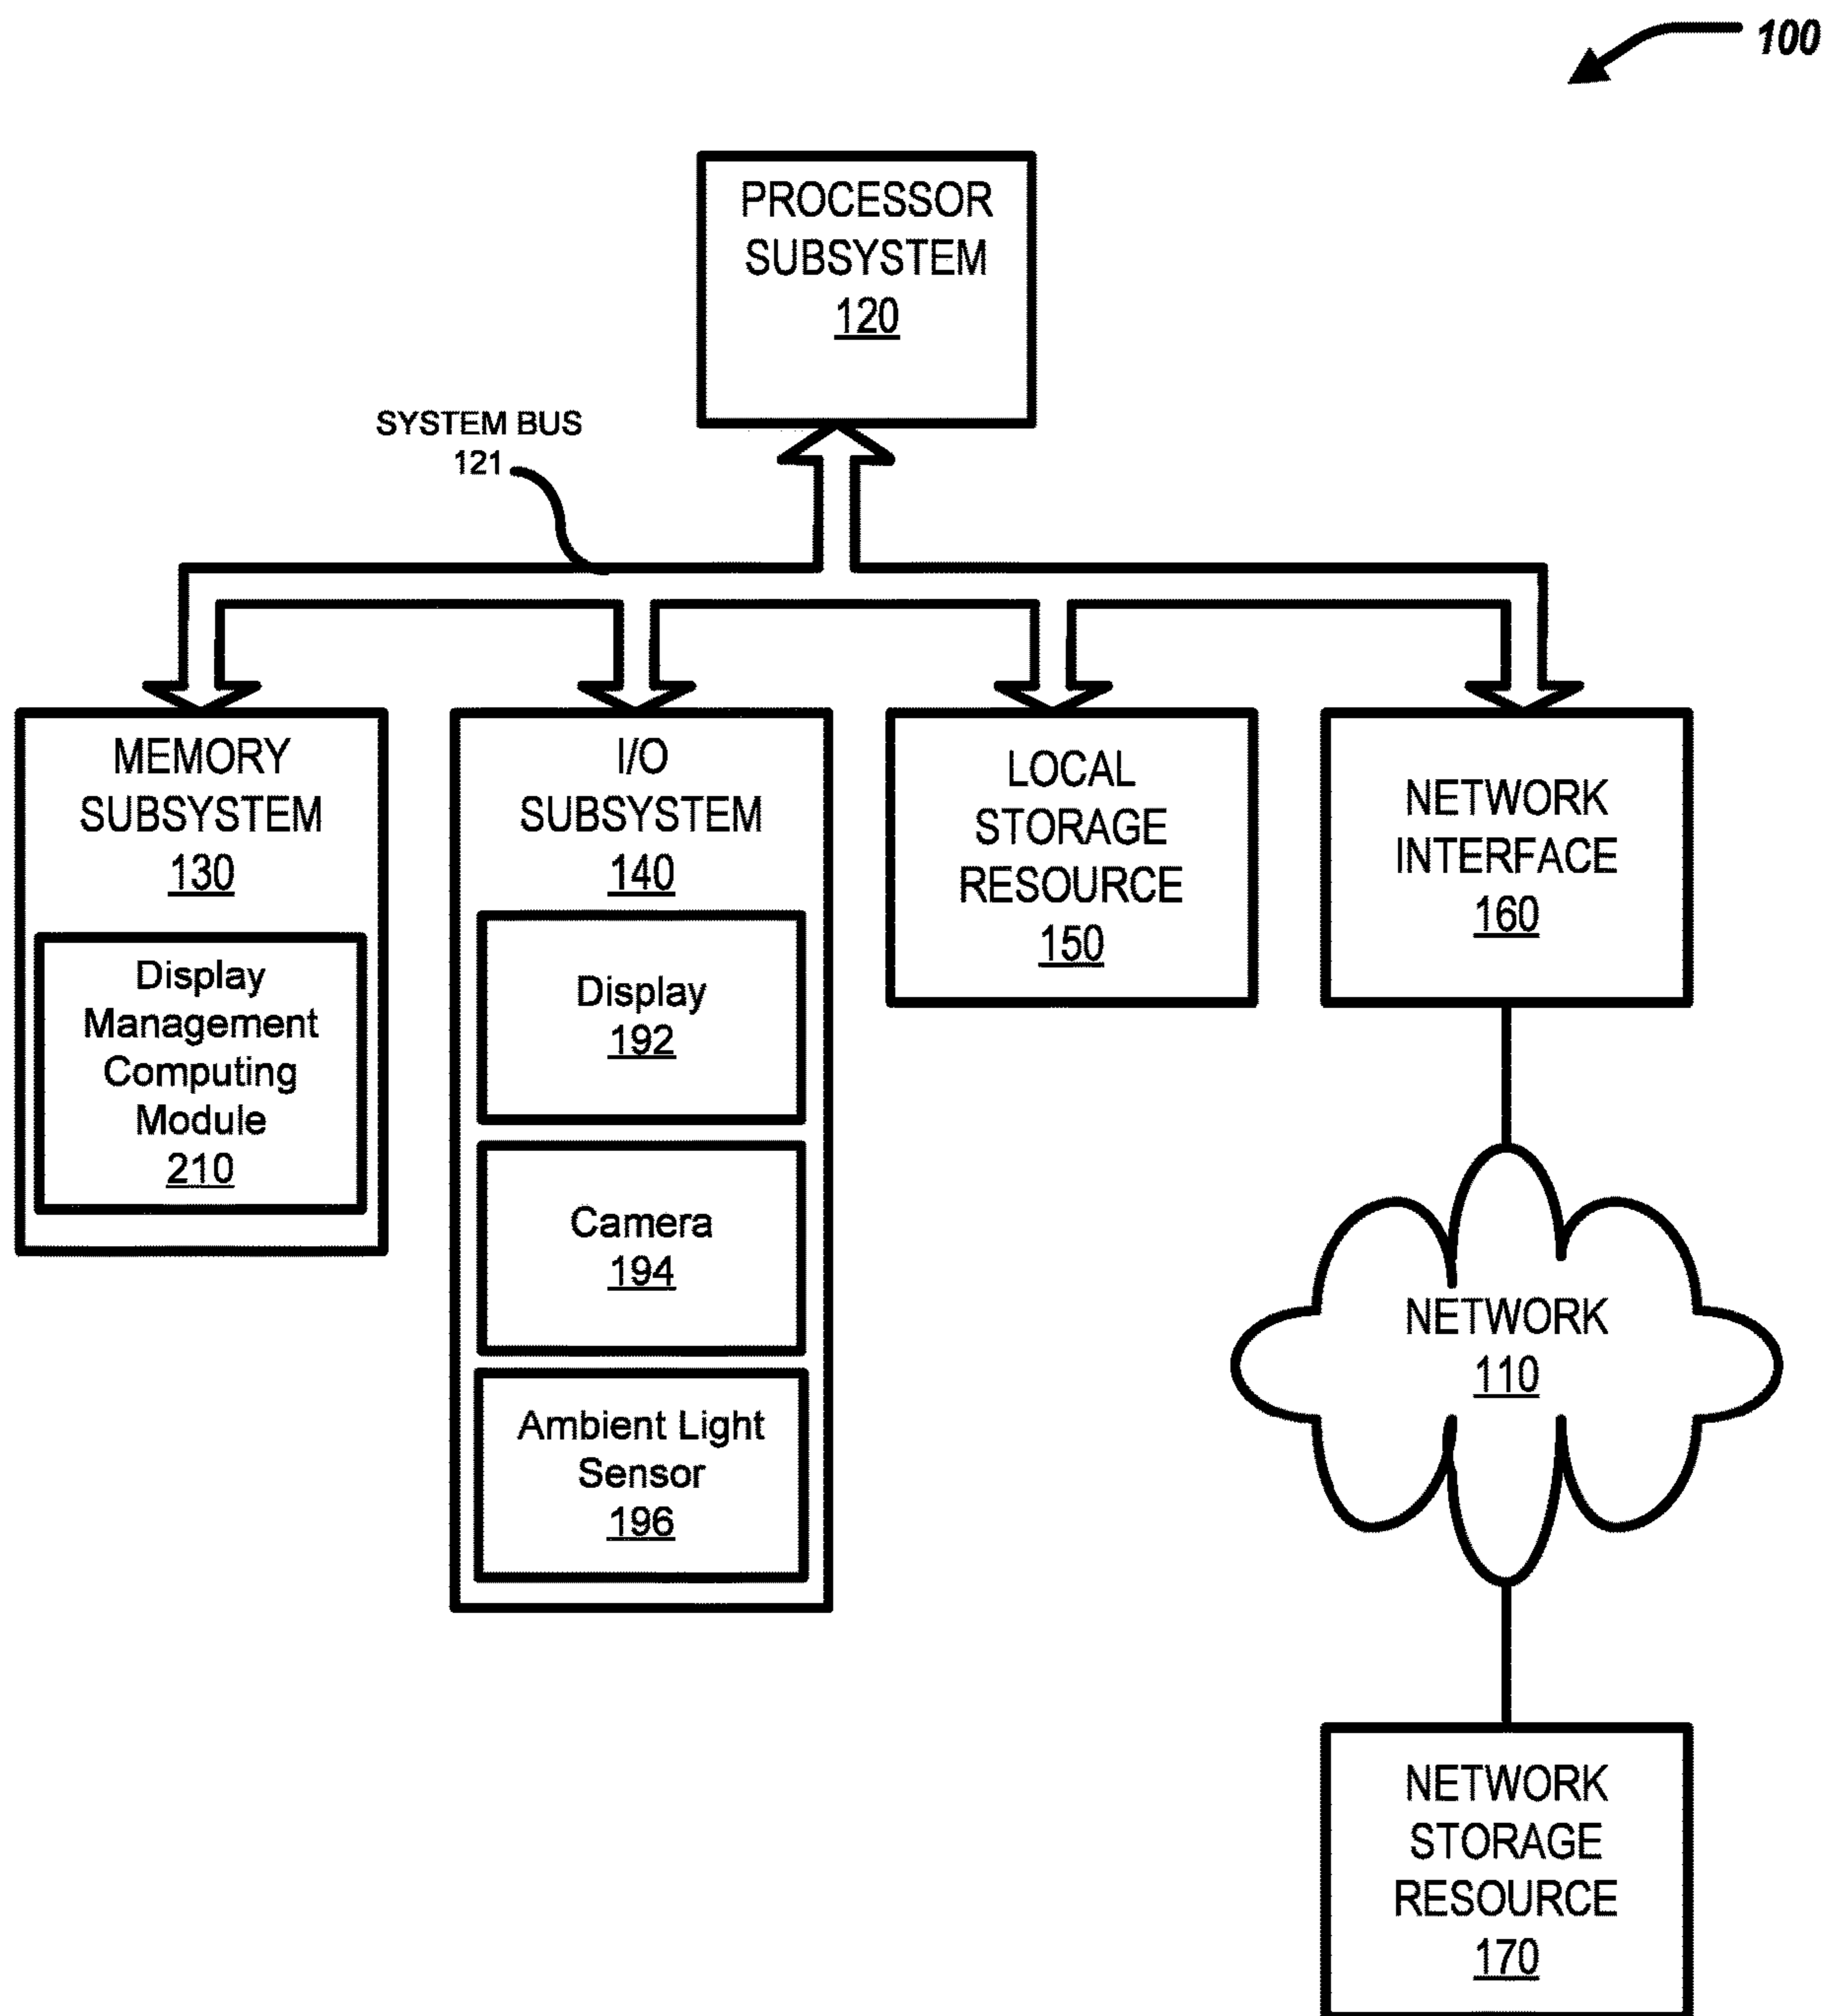 100
PROCESSOR
SUBSYSTEM
120
SYSTEM BUS
121
MEMORY
SUBSYSTEM
130
Display
Management
Computing
Module
210
I/O
SUBSYSTEM
140
Display
192
Camera
194
Ambient Light
Sensor
196
LOCAL
STORAGE
RESOURCE
150
NETWORK
INTERFACE
160
NETWORK
110
NETWORK
STORAGE
RESOURCE
170